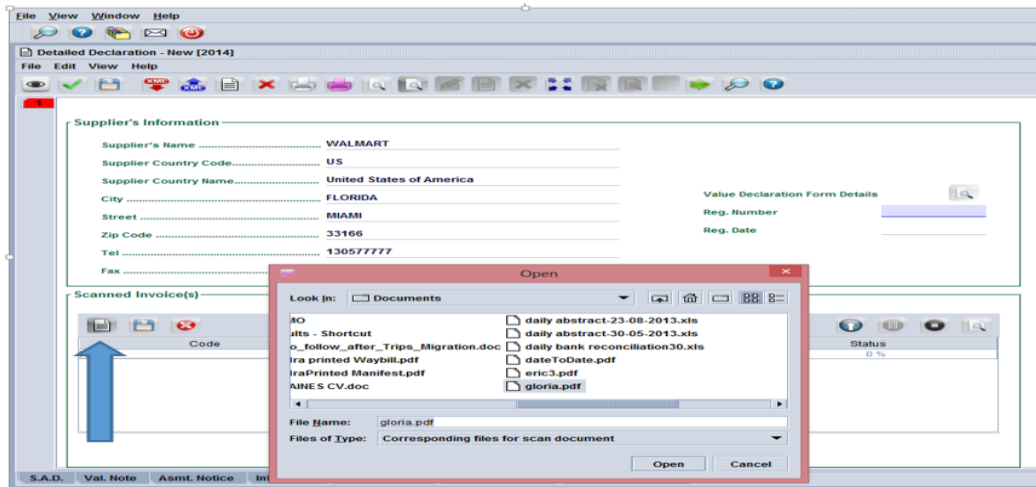 File View Window Help
Detailed Declaration - New [2014]
File Edit View Help
XML XML
1
Supplier's Information
Supplier's Name WALMART
Supplier Country Code US
Supplier Country Name United States of America
City FLORIDA
Street MIAMI
Zip Code 33166
Tel 130577777
Fax
Value Declaration Form Details
Reg. Number
Reg. Date
Scanned Invoice(s)
Code
Status
0 %
Open
Look In: Documents
MO daily abstract-23-08-2013.xls
ults - Shortcut daily abstract-30-05-2013.xls
o_follow_after_Trips_Migration.doc daily bank reconciliation30.xls
ra printed Waybill.pdf dateToDate.pdf
raPrinted Manifest.pdf eric3.pdf
AINES CV.doc gloria.pdf
File Name: gloria.pdf
Files of Type: Corresponding files for scan document
Open Cancel
S.A.D. Val. Note Asmt. Notice Int